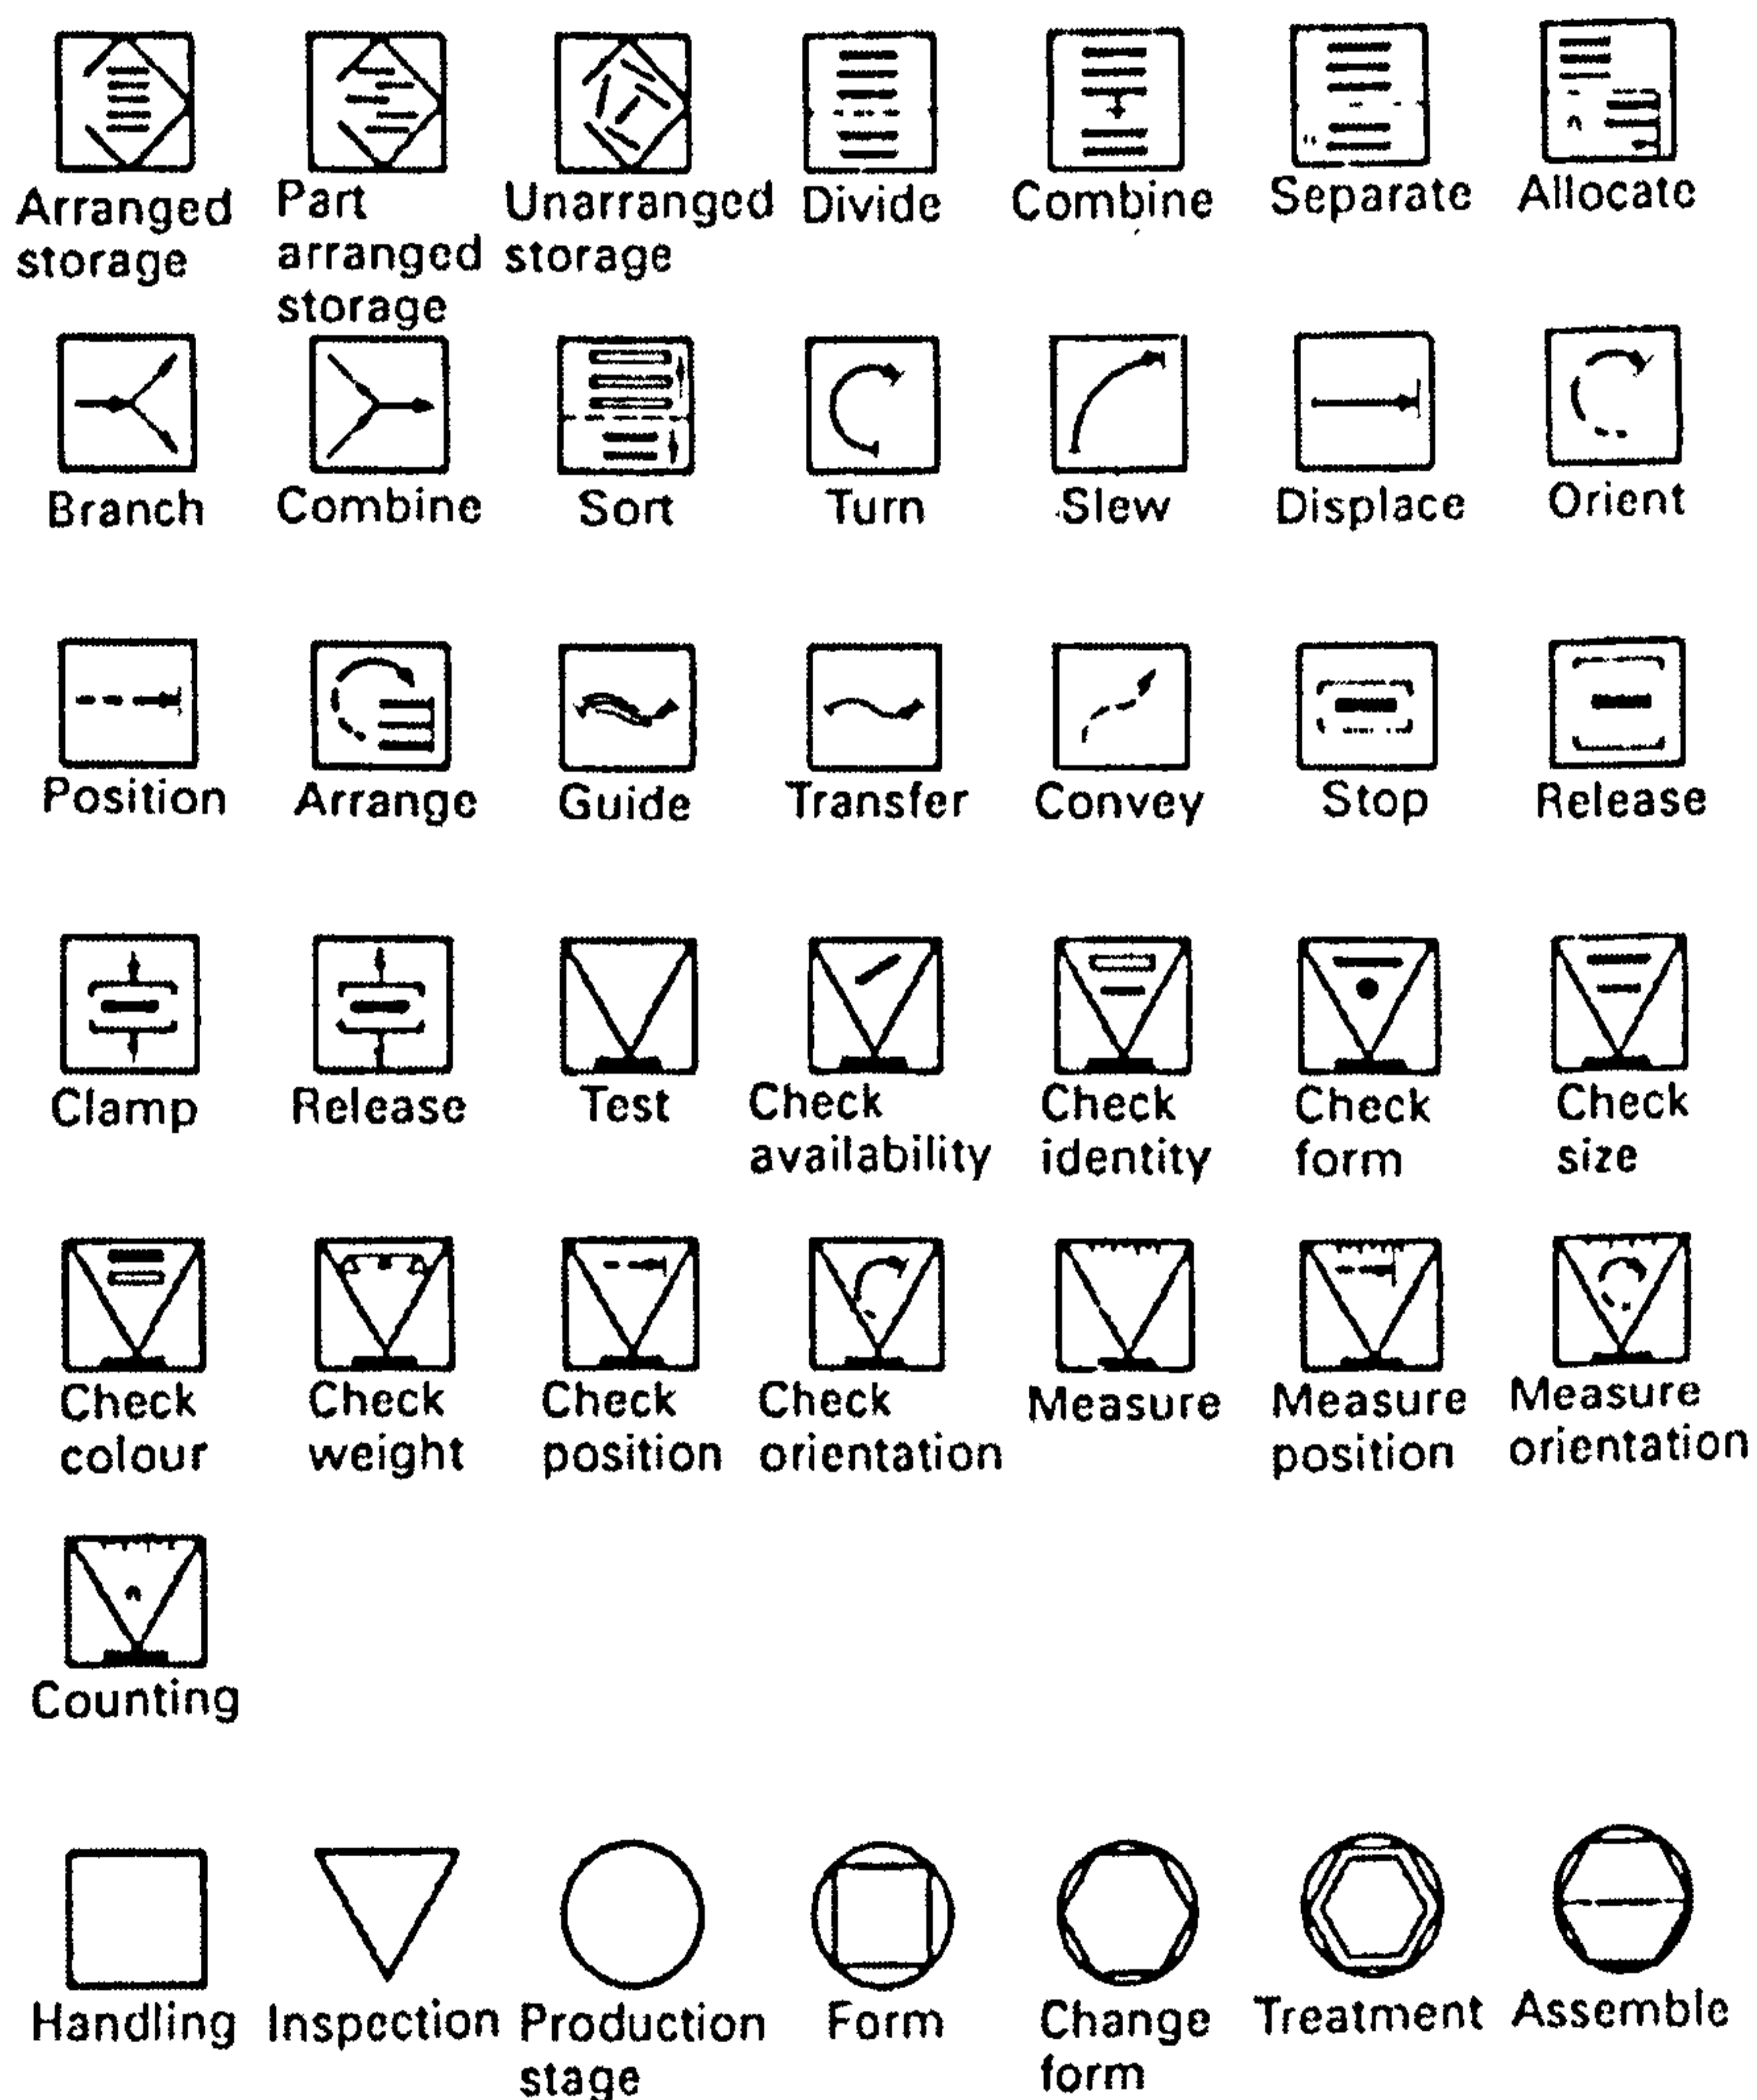 Arranged
storage
Part
arranged
storage
Unarranged
storage
Divide
Combine
Separate
Allocate
Branch
Combine
Sort
Turn
Slew
Displace
Orient
Position
Arrange
Guide
Transfer
Convey
Stop
Release
Clamp
Release
Test
Check
availability
Check
identity
Check
form
Check
size
Check
colour
Check
weight
Check
position
Check
orientation
Measure
Measure
position
Measure
orientation
Counting
Handling
Inspection
Production
stage
Form
Change
form
Treatment
Assemble